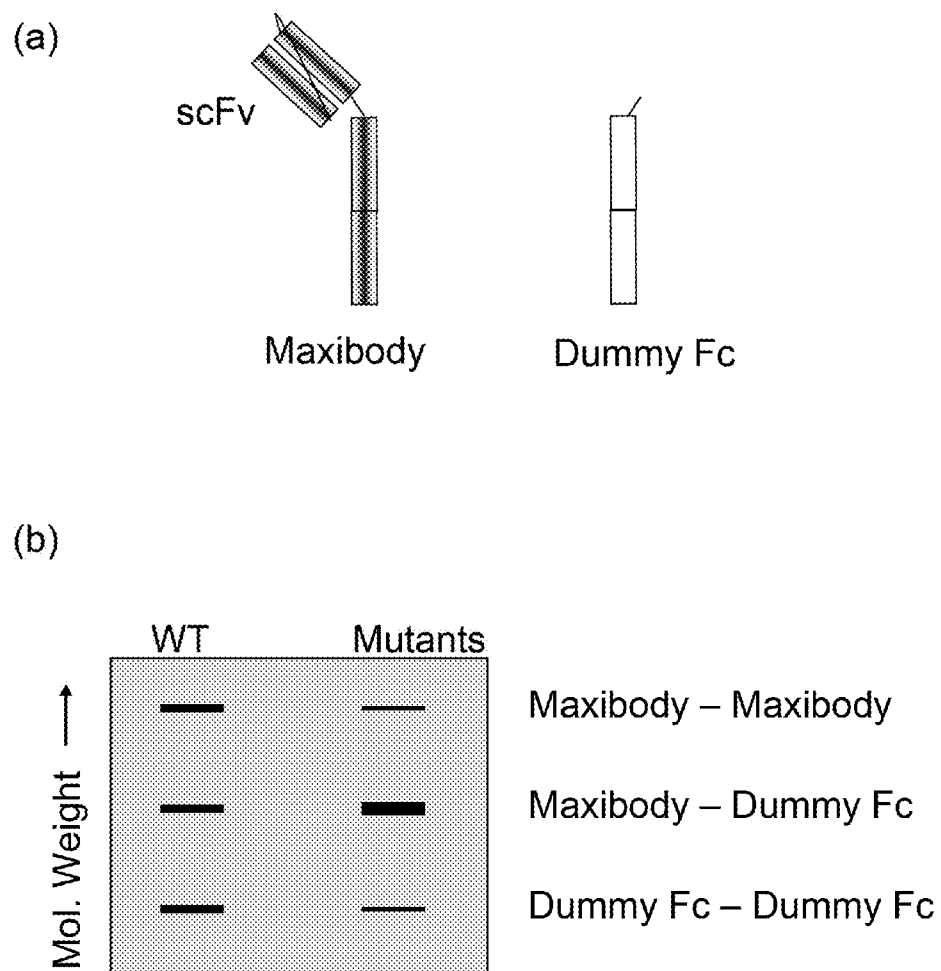 (a)
scFv
Maxibody
Dummy Fc
(b)
WT
Mutants
Mol. Weight
Maxibody – Maxibody
Maxibody – Dummy Fc
Dummy Fc – Dummy Fc